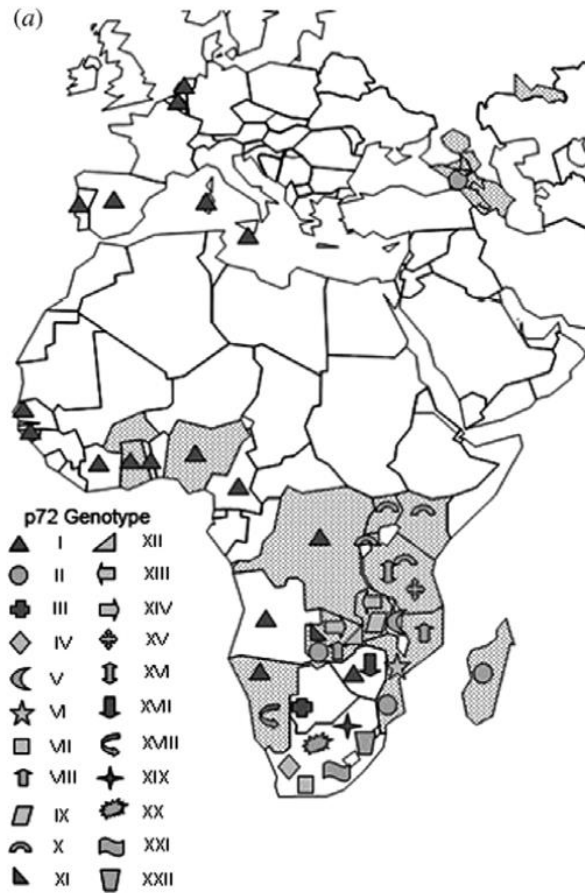 (a)
p72 Genotype
I XII
II XIII
III XIV
IV XV
V XVI
VI XVII
VII XVIII
VIII XIX
IX XX
X XXI
XI XXII